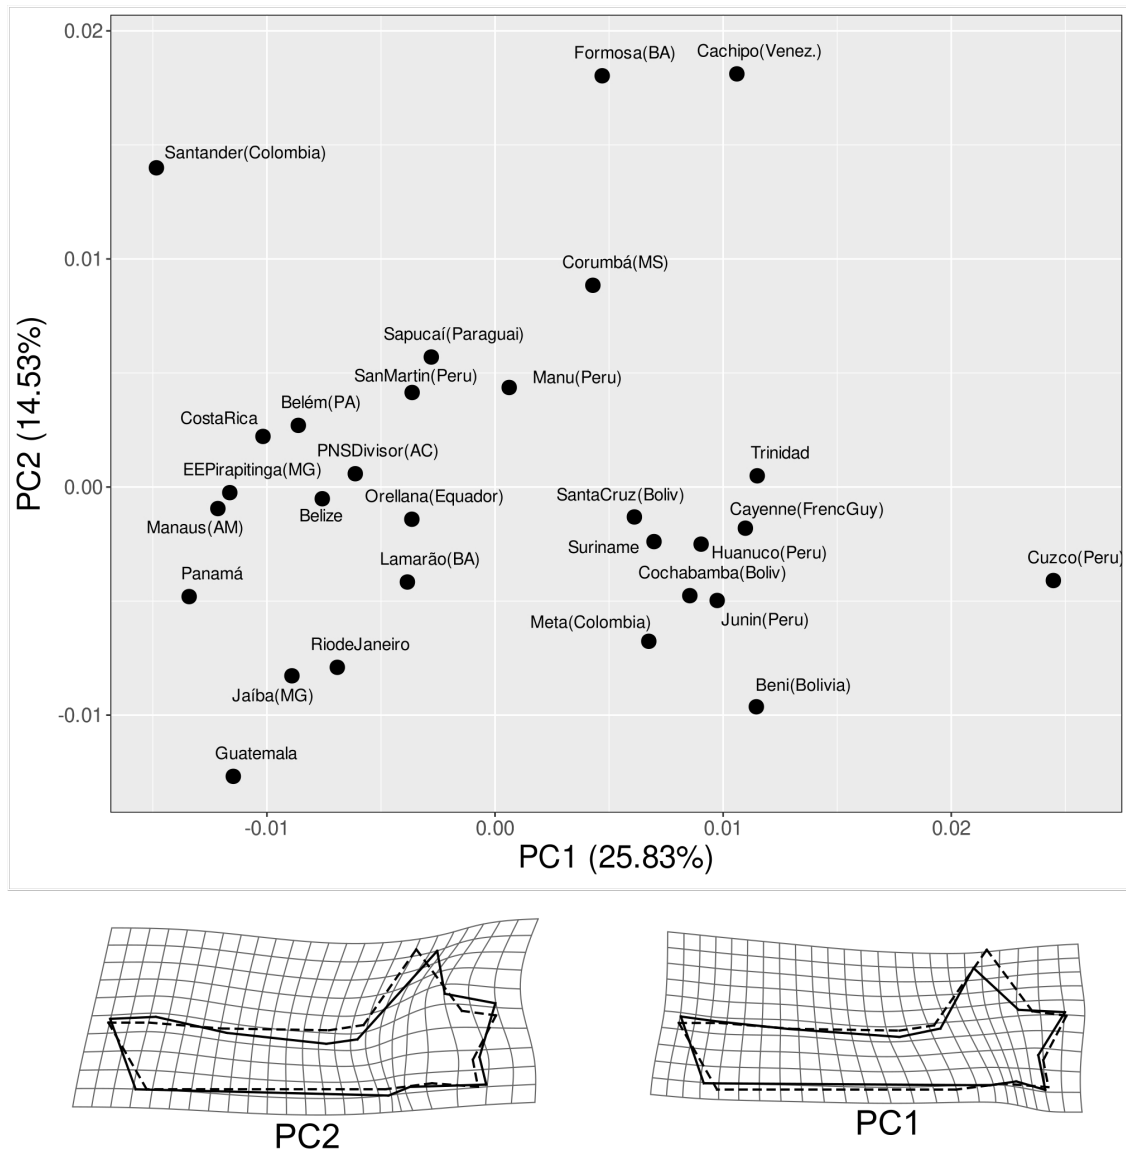 0.02
Formosa(BA)
Cachipo(Venez.)
Santander(Colombia)
0.01
Corumbá(MS)
Sapucaí(Paraguai)
SanMartin(Peru)
Manu(Peru)
Belém(PA)
CostaRica
PNSDivisor(AC)
Trinidad
EEPirapitinga(MG)
0.00
Orellana(Equador)
SantaCruz(Boliv)
Cayenne(FrencGuy)
Belize
Manaus(AM)
Suriname
Huanuco(Peru)
Cuzco(Peru)
Lamarão(BA)
Panamá
Cochabamba(Boliv)
Meta(Colombia)
Junin(Peru)
RiodeJaneiro
Jaíba(MG)
Beni(Bolivia)
-0.01
Guatemala
PC2 (14.53%)
-0.01
0.00
0.01
0.02
PC1 (25.83%)
PC2
PC1